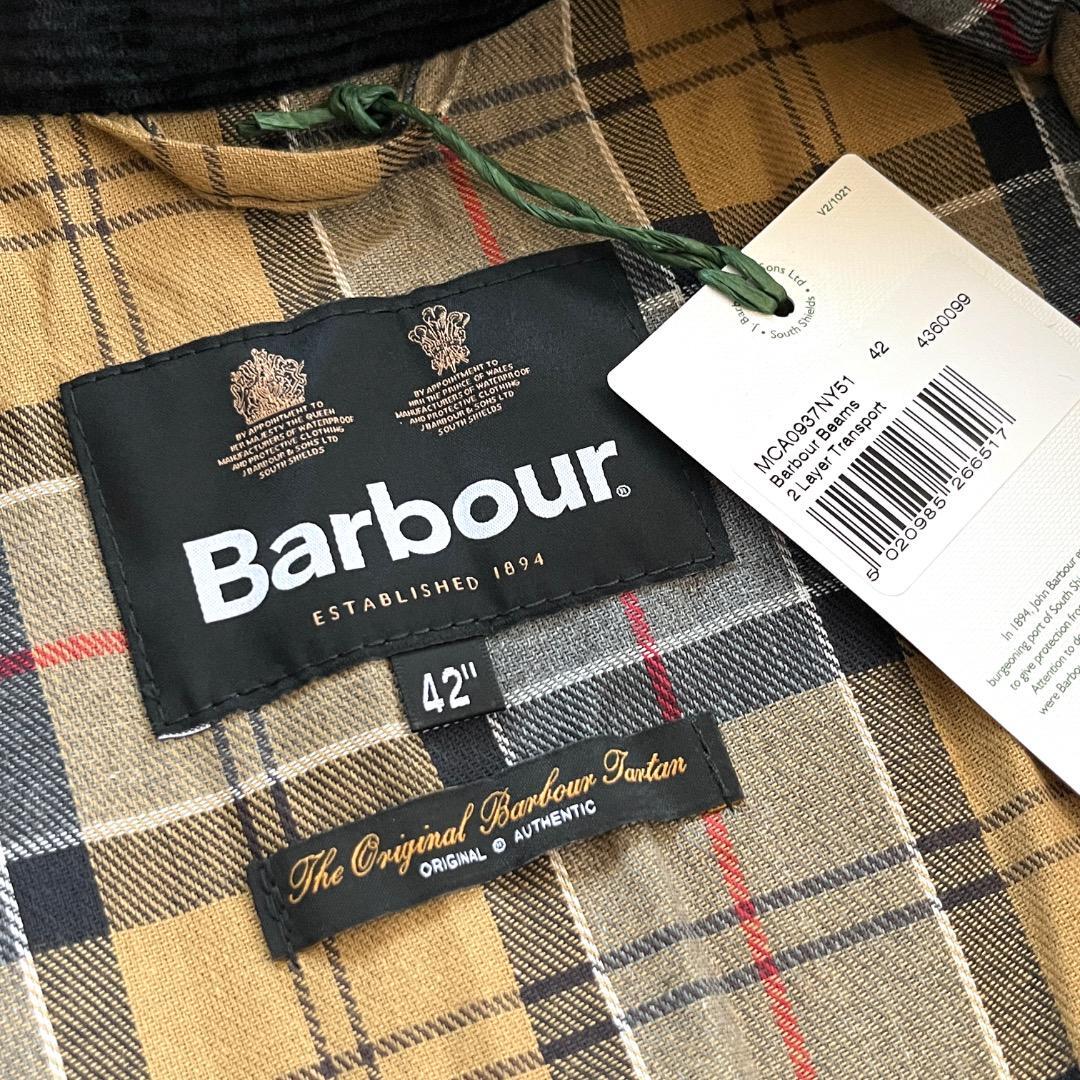 BY APPOINTMENT TO
HER MAJESTY THE QUEEN
MANUFACTURERS OF WATERPROOF
AND PROTECTIVE CLOTHING
J BARBOUR & SONS LTD
SOUTH SHIELDS
BY APPOINTMENT TO
HRH THE PRINCE OF WALES
MANUFACTURERS OF WATERPROOF
AND PROTECTIVE CLOTHING
J BARBOUR & SONS LTD
SOUTH SHIELDS
Barbour®
ESTABLISHED 1894
42"
The Original Barbour Tartan
ORIGINAL ® AUTHENTIC
V2/1021
Sons Ltd • South Shields • J. Bar
42 4360099
MCA0937NY51
Barbour Beams
2 Layer Transport
5 020985 266517
In 1894, John Barbour
burgeoning port of South
to give protection
Attention to
were Barbo